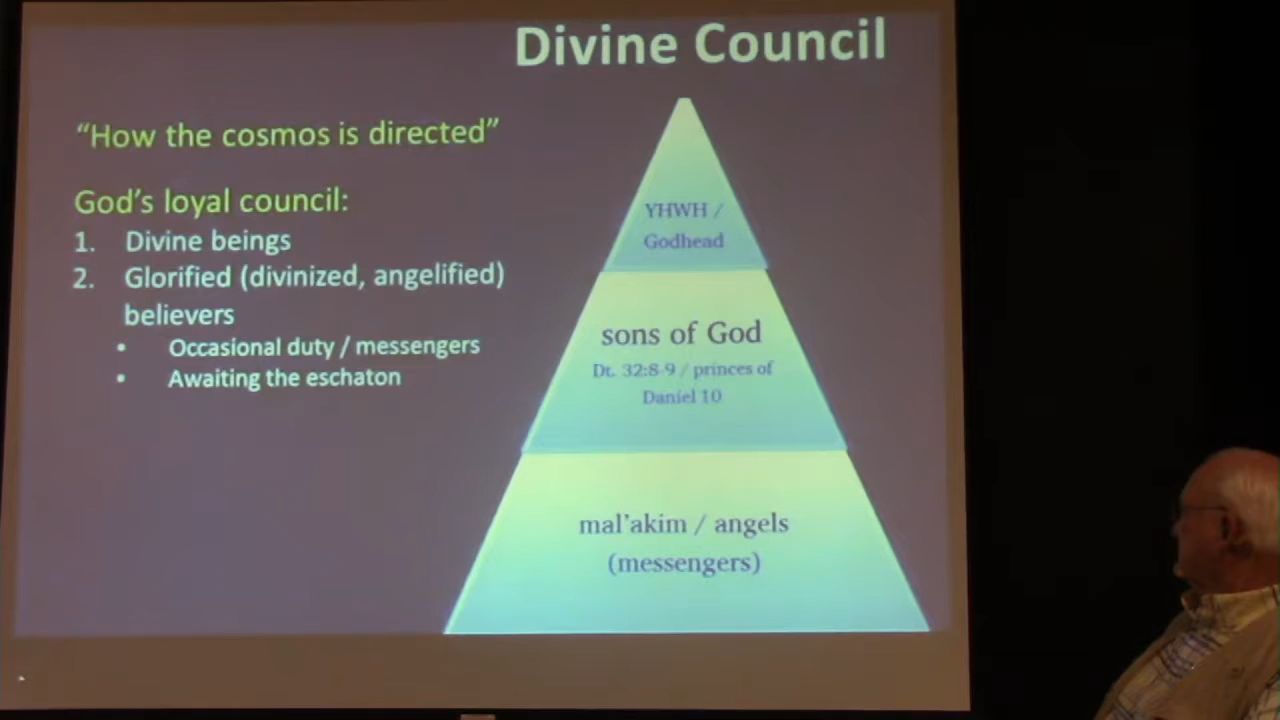 Divine Council
“How the cosmos is directed”
God’s loyal council:
1. Divine beings
2. Glorified (divinized, angelified)
believers
• Occasional duty / messengers
• Awaiting the eschaton
YHWH /
Godhead
sons of God
Dt. 32:8-9 / princes of
Daniel 10
mal’akim / angels
(messengers)